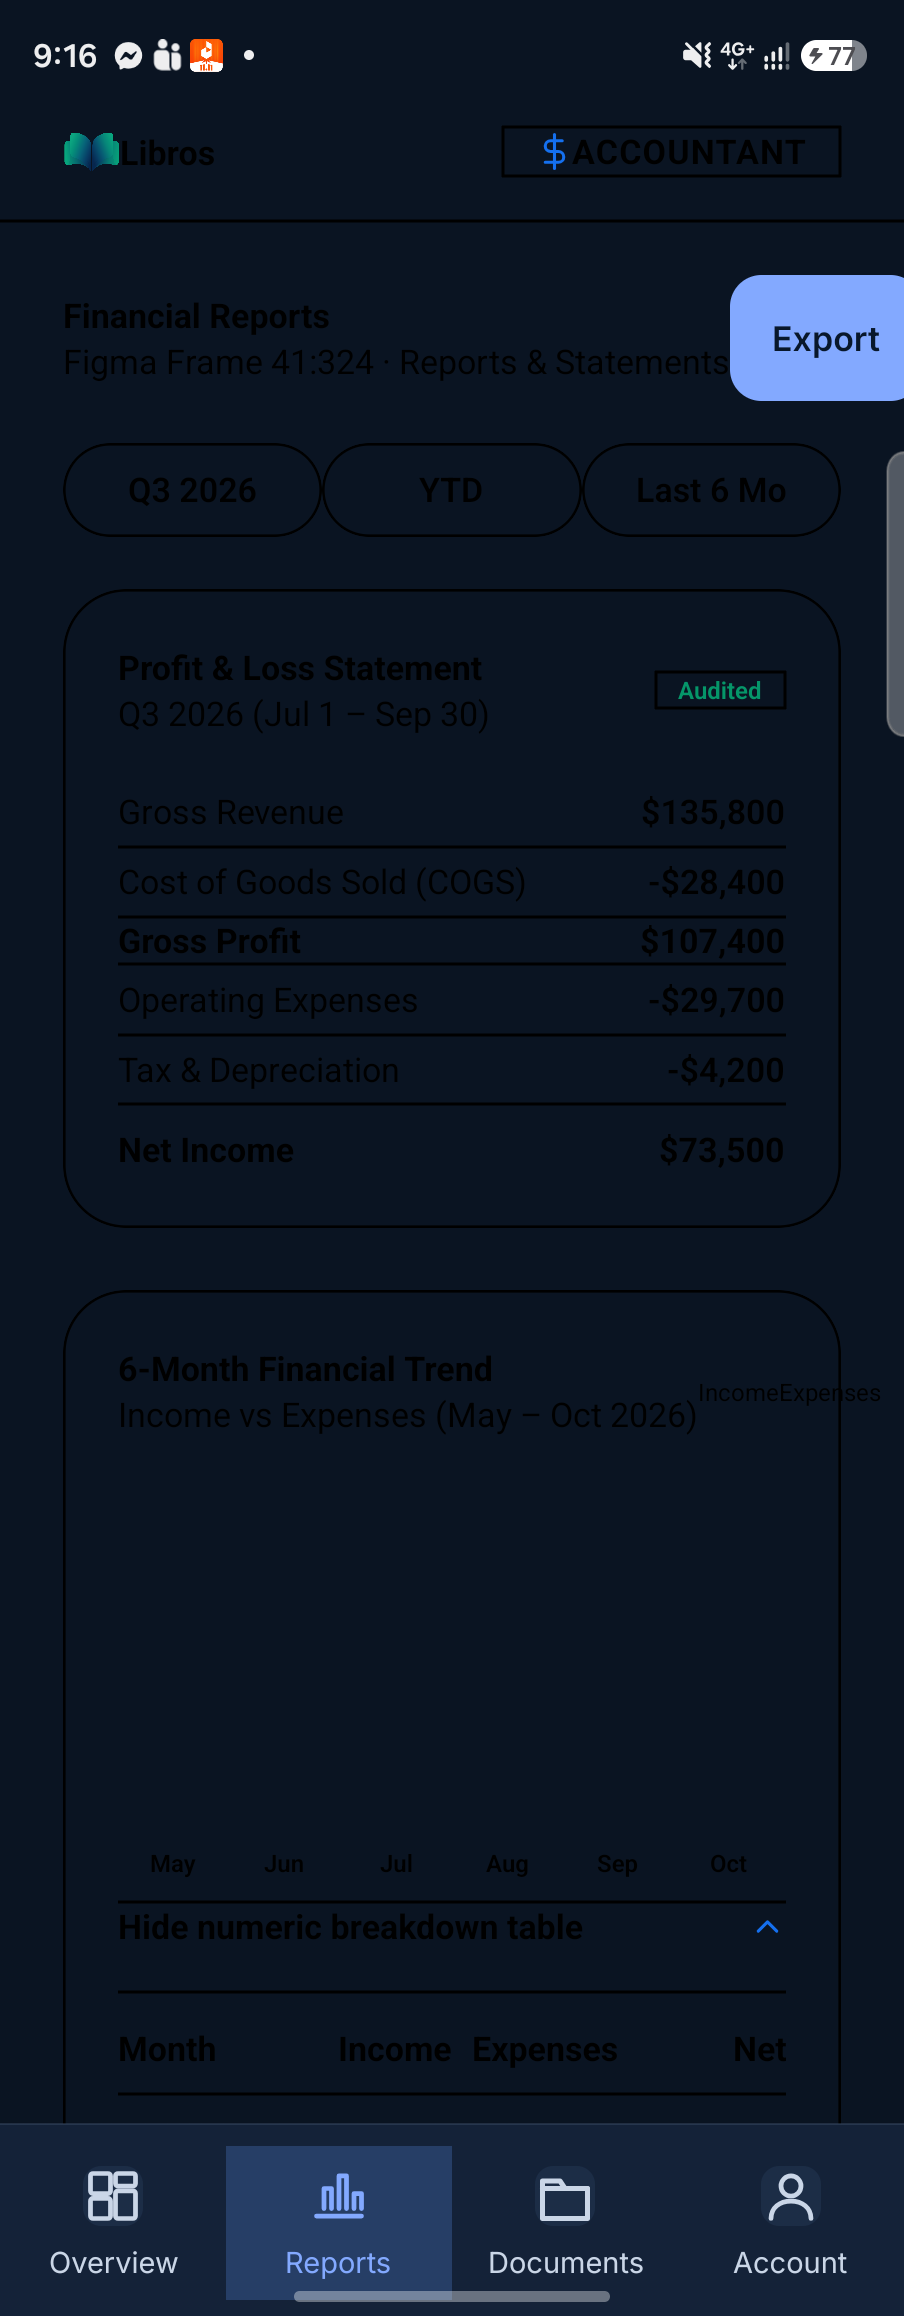 9:16
4G+
77
Libros
$ ACCOUNTANT
Financial Reports
Figma Frame 41:324 · Reports & Statements
Export
Q3 2026
YTD
Last 6 Mo
Profit & Loss Statement
Q3 2026 (Jul 1 – Sep 30)
Audited
Gross Revenue $135,800
Cost of Goods Sold (COGS) -$28,400
Gross Profit $107,400
Operating Expenses -$29,700
Tax & Depreciation -$4,200
Net Income $73,500
6-Month Financial Trend
Income vs Expenses (May – Oct 2026)
IncomeExpenses
May Jun Jul Aug Sep Oct
Hide numeric breakdown table
Month Income Expenses Net
Overview Reports Documents Account